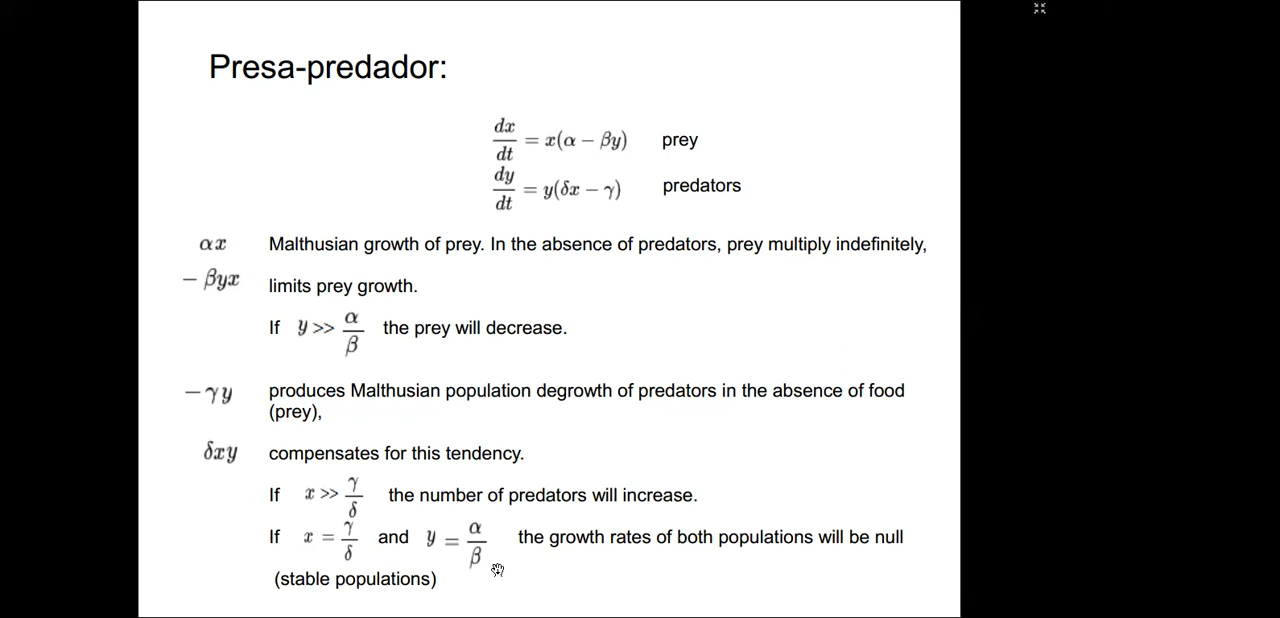 Presa-predador:
dx/dt = x(α − βy) prey
dy/dt = y(δx − γ) predators
αx Malthusian growth of prey. In the absence of predators, prey multiply indefinitely,
− βyx limits prey growth.
If y >> α/β the prey will decrease.
−γy produces Malthusian population degrowth of predators in the absence of food
(prey),
δxy compensates for this tendency.
If x >> γ/δ the number of predators will increase.
If x = γ/δ and y = α/β the growth rates of both populations will be null
(stable populations)